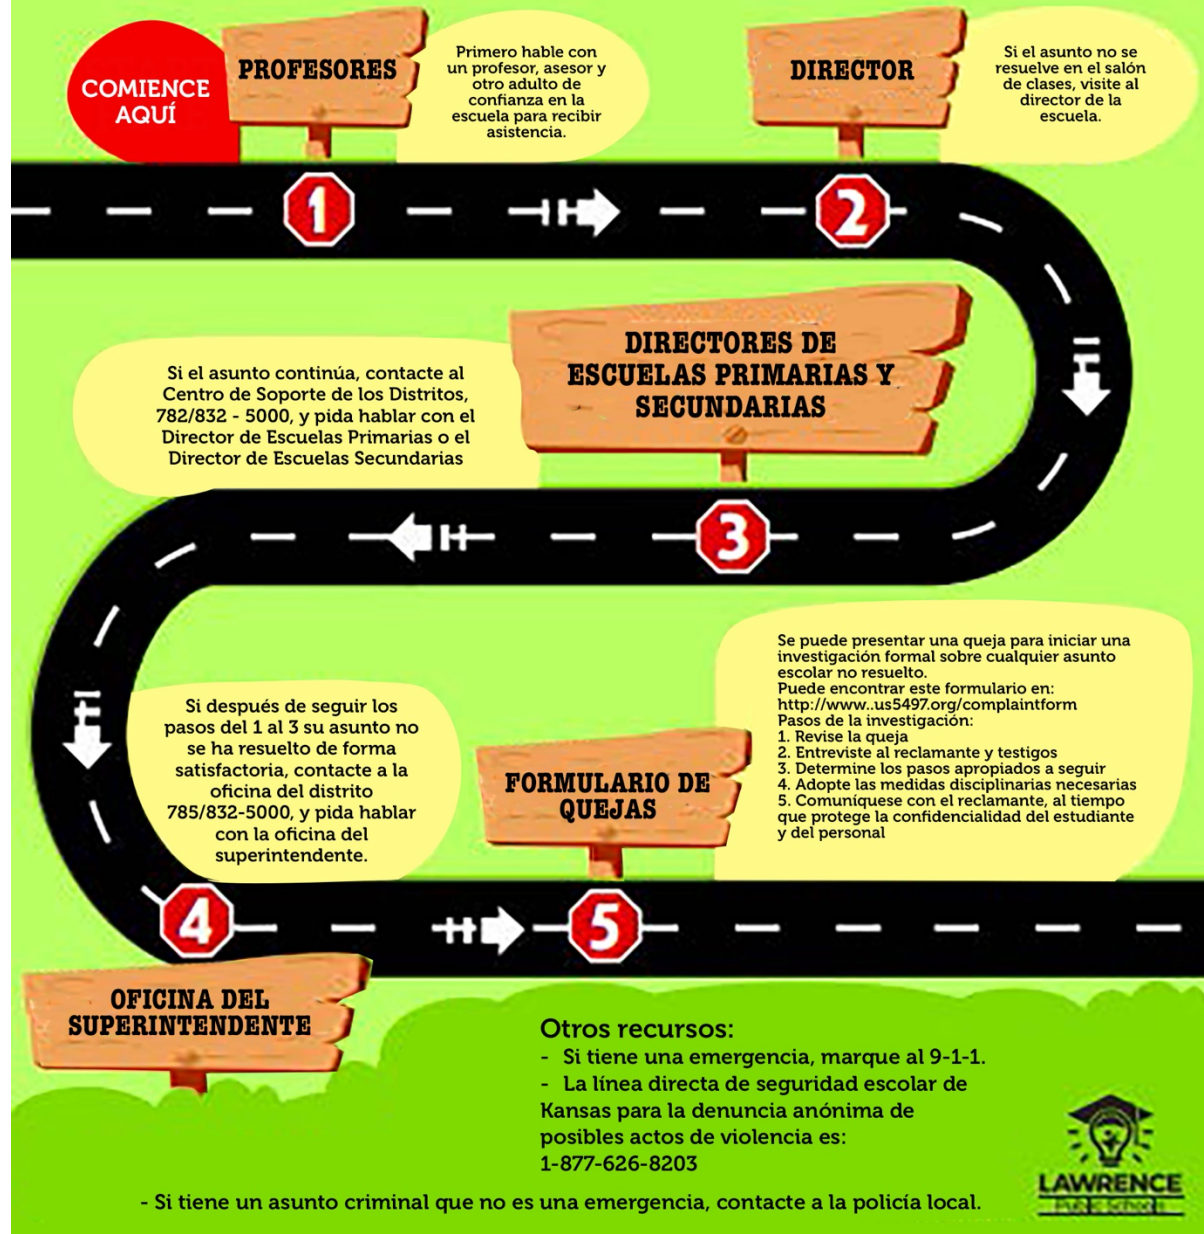 COMIENCE
AQUÍ
PROFESORES
Primero hable con
un profesor, asesor y
otro adulto de
confianza en la
escuela para recibir
asistencia.
DIRECTOR
Si el asunto no se
resuelve en el salón
de clases, visite al
director de la
escuela.
1
2
DIRECTORES DE
ESCUELAS PRIMARIAS Y
SECUNDARIAS
Si el asunto continúa, contacte al
Centro de Soporte de los Distritos,
782/832 - 5000, y pida hablar con el
Director de Escuelas Primarias o el
Director de Escuelas Secundarias
3
Si después de seguir los
pasos del 1 al 3 su asunto no
se ha resuelto de forma
satisfactoria, contacte a la
oficina del distrito
785/832-5000, y pida hablar
con la oficina del
superintendente.
FORMULARIO DE
QUEJAS
Se puede presentar una queja para iniciar una
investigación formal sobre cualquier asunto
escolar no resuelto.
Puede encontrar este formulario en:
http://www..us5497.org/complaintform
Pasos de la investigación:
1. Revise la queja
2. Entreviste al reclamante y testigos
3. Determine los pasos apropiados a seguir
4. Adopte las medidas disciplinarias necesarias
5. Comuníquese con el reclamante, al tiempo
que protege la confidencialidad del estudiante
y del personal
4
5
OFICINA DEL
SUPERINTENDENTE
Otros recursos:
- Si tiene una emergencia, marque al 9-1-1.
- La línea directa de seguridad escolar de
Kansas para la denuncia anónima de
posibles actos de violencia es:
1-877-626-8203
- Si tiene un asunto criminal que no es una emergencia, contacte a la policía local.
LAWRENCE
Public Schools